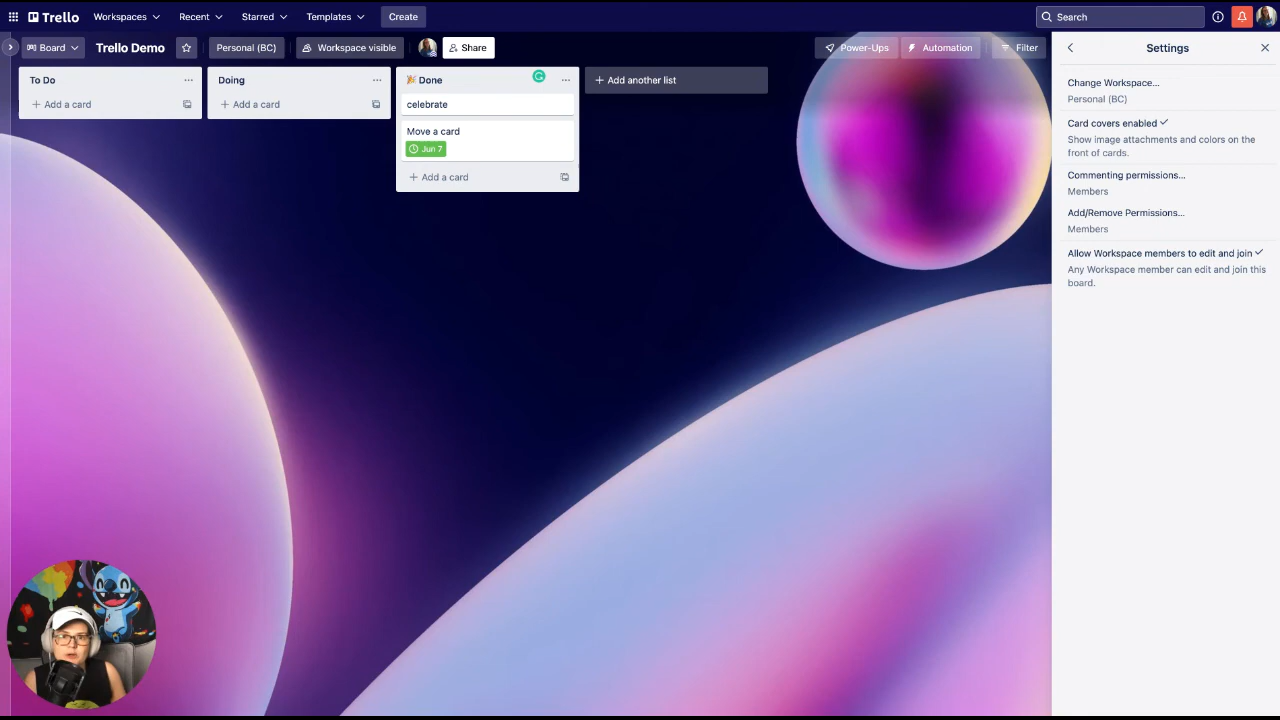 Trello
Workspaces
Recent
Starred
Templates
Create
Search
Board
Trello Demo
Personal (BC)
Workspace visible
Share
Power-Ups
Automation
Filter
To Do
Add a card
Doing
Add a card
🎉 Done
celebrate
Move a card
Jun 7
Add a card
Add another list
Settings
Change Workspace...
Personal (BC)
Card covers enabled
Show image attachments and colors on the
front of cards.
Commenting permissions...
Members
Add/Remove Permissions...
Members
Allow Workspace members to edit and join
Any Workspace member can edit and join this
board.